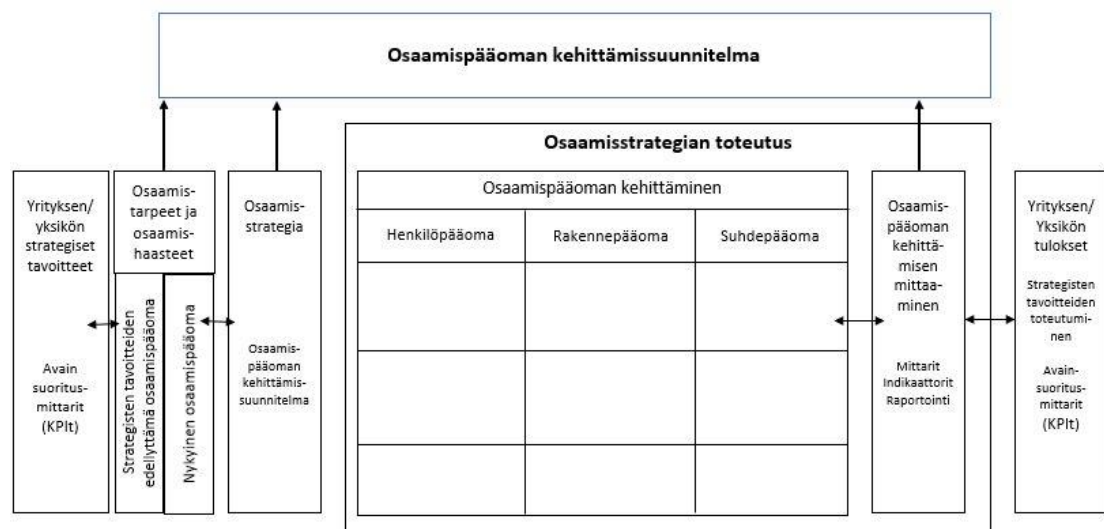 Osaamispääoman kehittämissuunnitelma
Yrityksen/
yksikön
strategiset
tavoitteet
Avain
suoritus-
mittarit
(KPIt)
Osaamis-
tarpeet ja
osaamis-
haasteet
Strategisten tavoitteiden
edellyttämä osaamispääoma
Nykyinen osaamispääoma
Osaamis-
strategia
Osaamis-
pääoman
kehittämis-
suunnitelma
Osaamisstrategian toteutus
Osaamispääoman kehittäminen
Henkilöpääoma
Rakennepääoma
Suhdepääoma
Osaamis-
pääoman
kehittä-
misen
mittaa-
minen
Mittarit
Indikaattorit
Raportointi
Yrityksen/
Yksikön
tulokset
Strategisten
tavoitteiden
toteutumi-
nen
Avain-
suoritus-
mittarit
(KPIt)